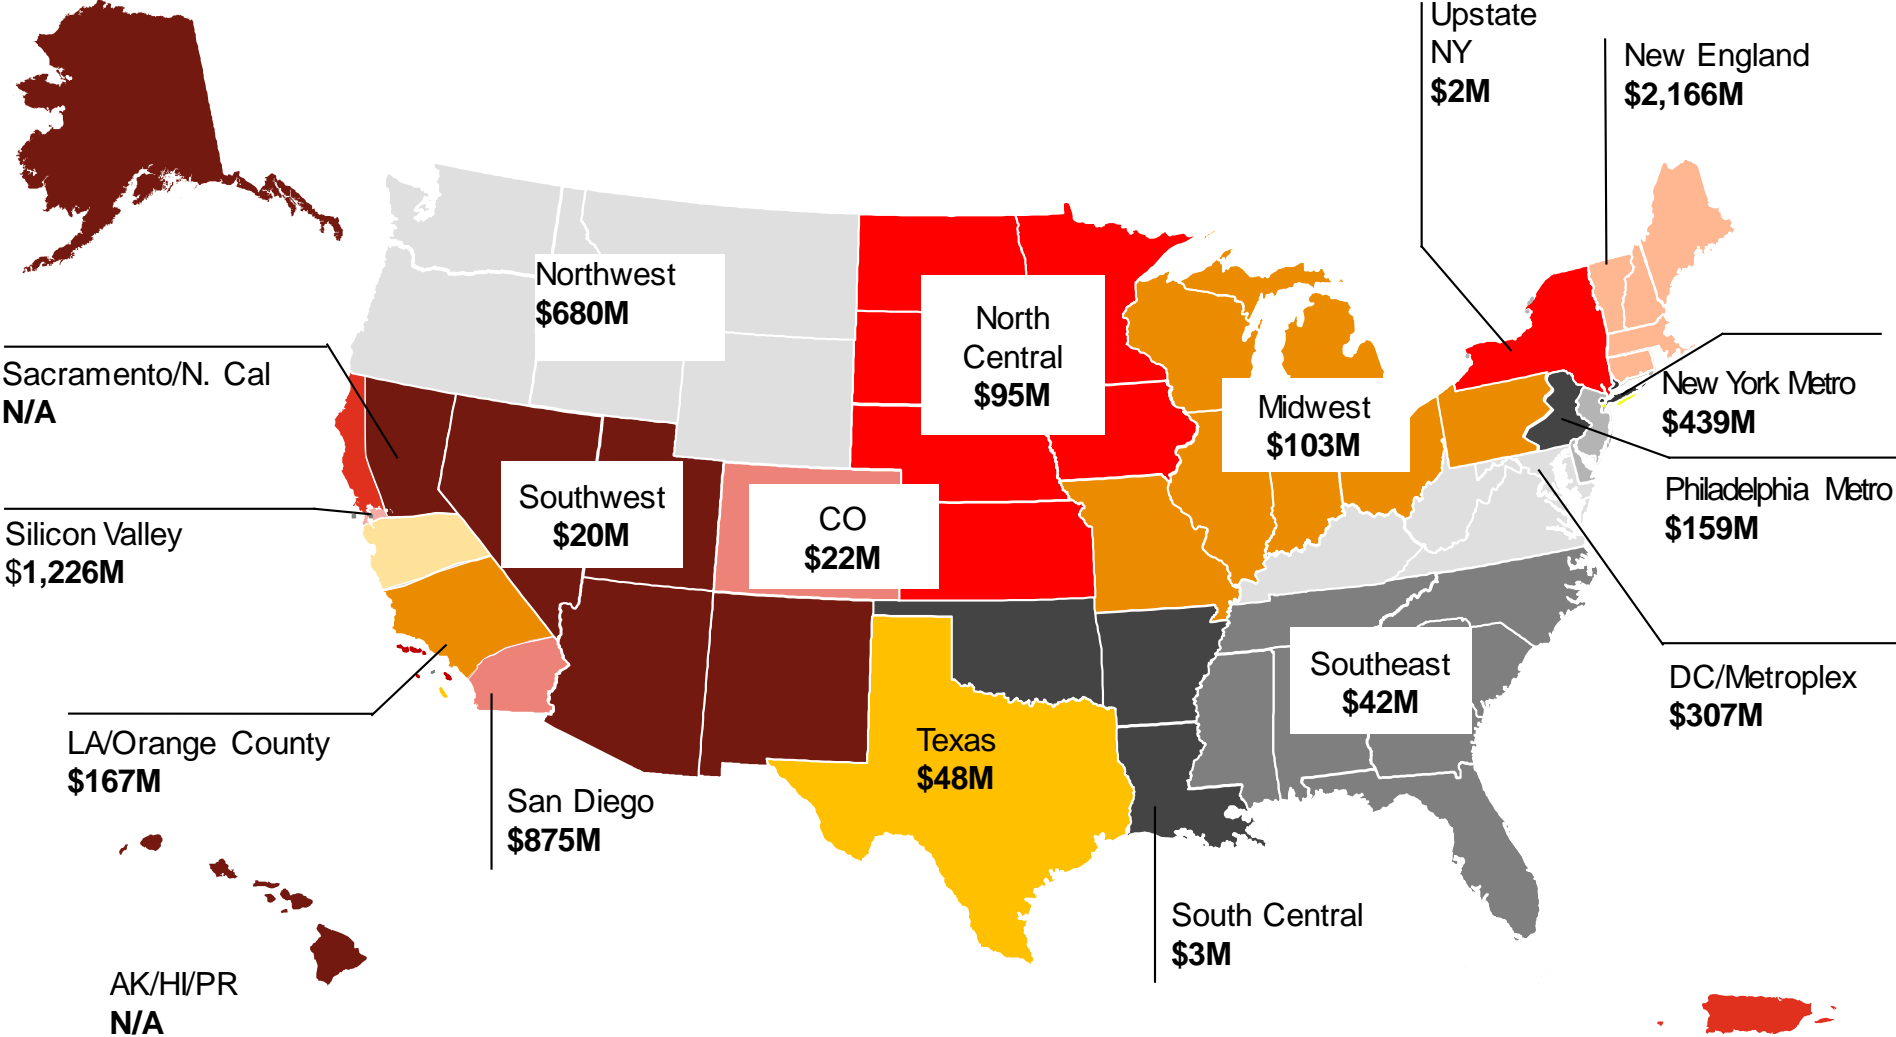 Upstate
NY
$2M
New England
$2,166M
Northwest
$680M
North
Central
$95M
Sacramento/N. Cal
N/A
Midwest
$103M
New York Metro
$439M
Southwest
$20M
CO
$22M
Philadelphia Metro
$159M
Silicon Valley
$1,226M
Southeast
$42M
DC/Metroplex
$307M
LA/Orange County
$167M
Texas
$48M
San Diego
$875M
South Central
$3M
AK/HI/PR
N/A